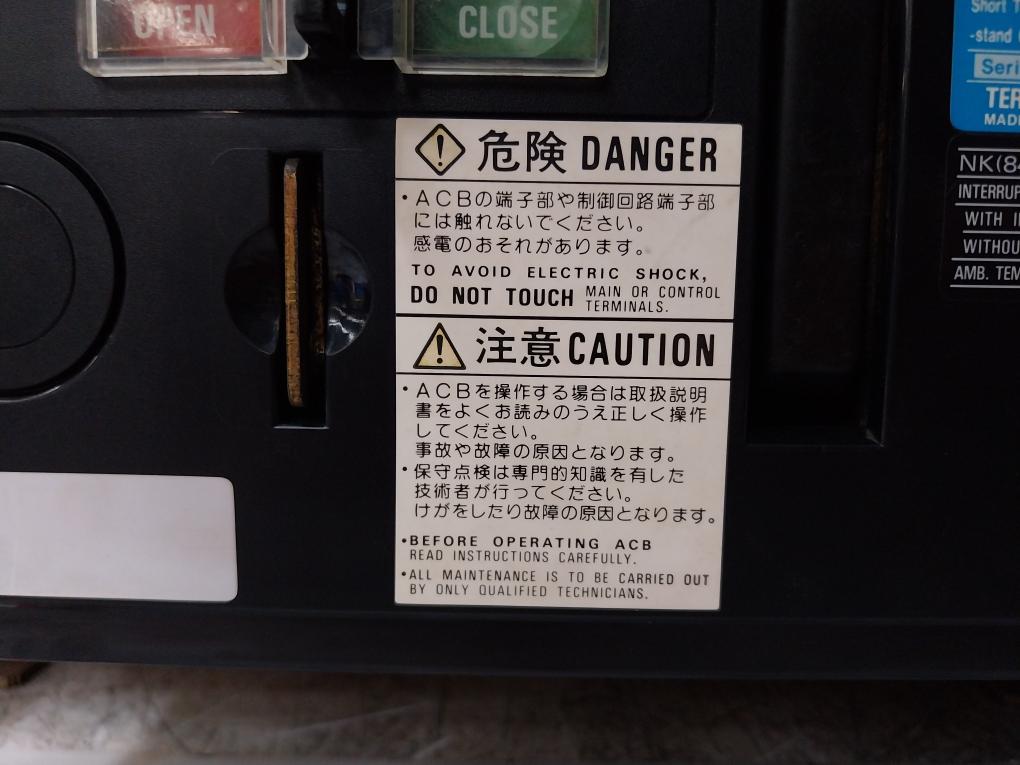 OPEN
CLOSE
Short
-stand
TER
NK(84
WITH
AMB.
危険 DANGER
・ACBの端子部や制御回路端子部
には触れないでください。
感電のおそれがあります。
TO AVOID ELECTRIC SHOCK,
DO NOT TOUCH MAIN OR CONTROL
TERMINALS.
注意 CAUTION
・ACBを操作する場合は取扱説明
書をよくお読みのうえ正しく操作
してください。
事故や故障の原因となります。
・保守点検は専門的知識を有した
技術者が行ってください。
けがをしたり故障の原因となります。
・BEFORE OPERATING ACB
READ INSTRUCTIONS CAREFULLY.
・ALL MAINTENANCE IS TO BE CARRIED OUT
BY ONLY QUALIFIED TECHNICIANS.